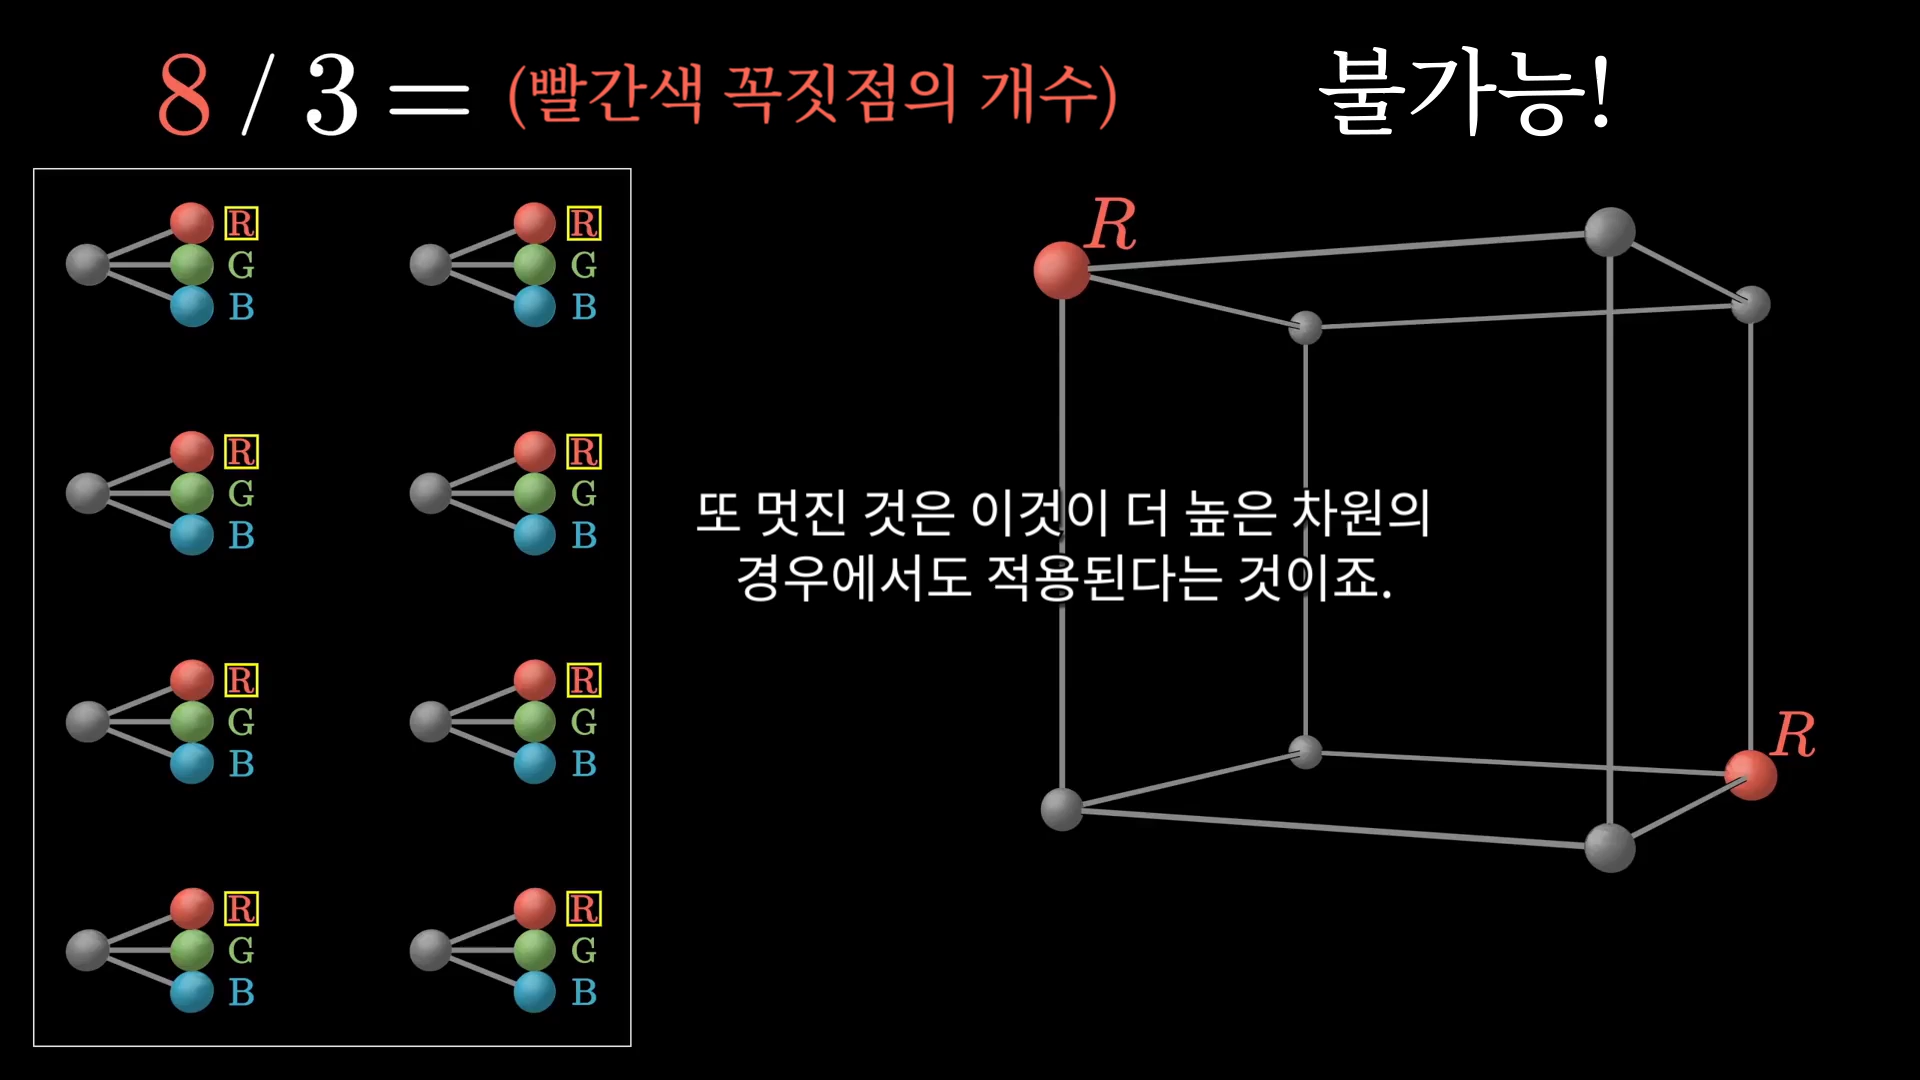 8 / 3 = (빨간색 꼭짓점의 개수) 불가능!
R R
G G
B B
R R
G G
B B
R R
G G
B B
R R
G G
B B
R
또 멋진 것은 이것이 더 높은 차원의
경우에서도 적용된다는 것이죠.
R